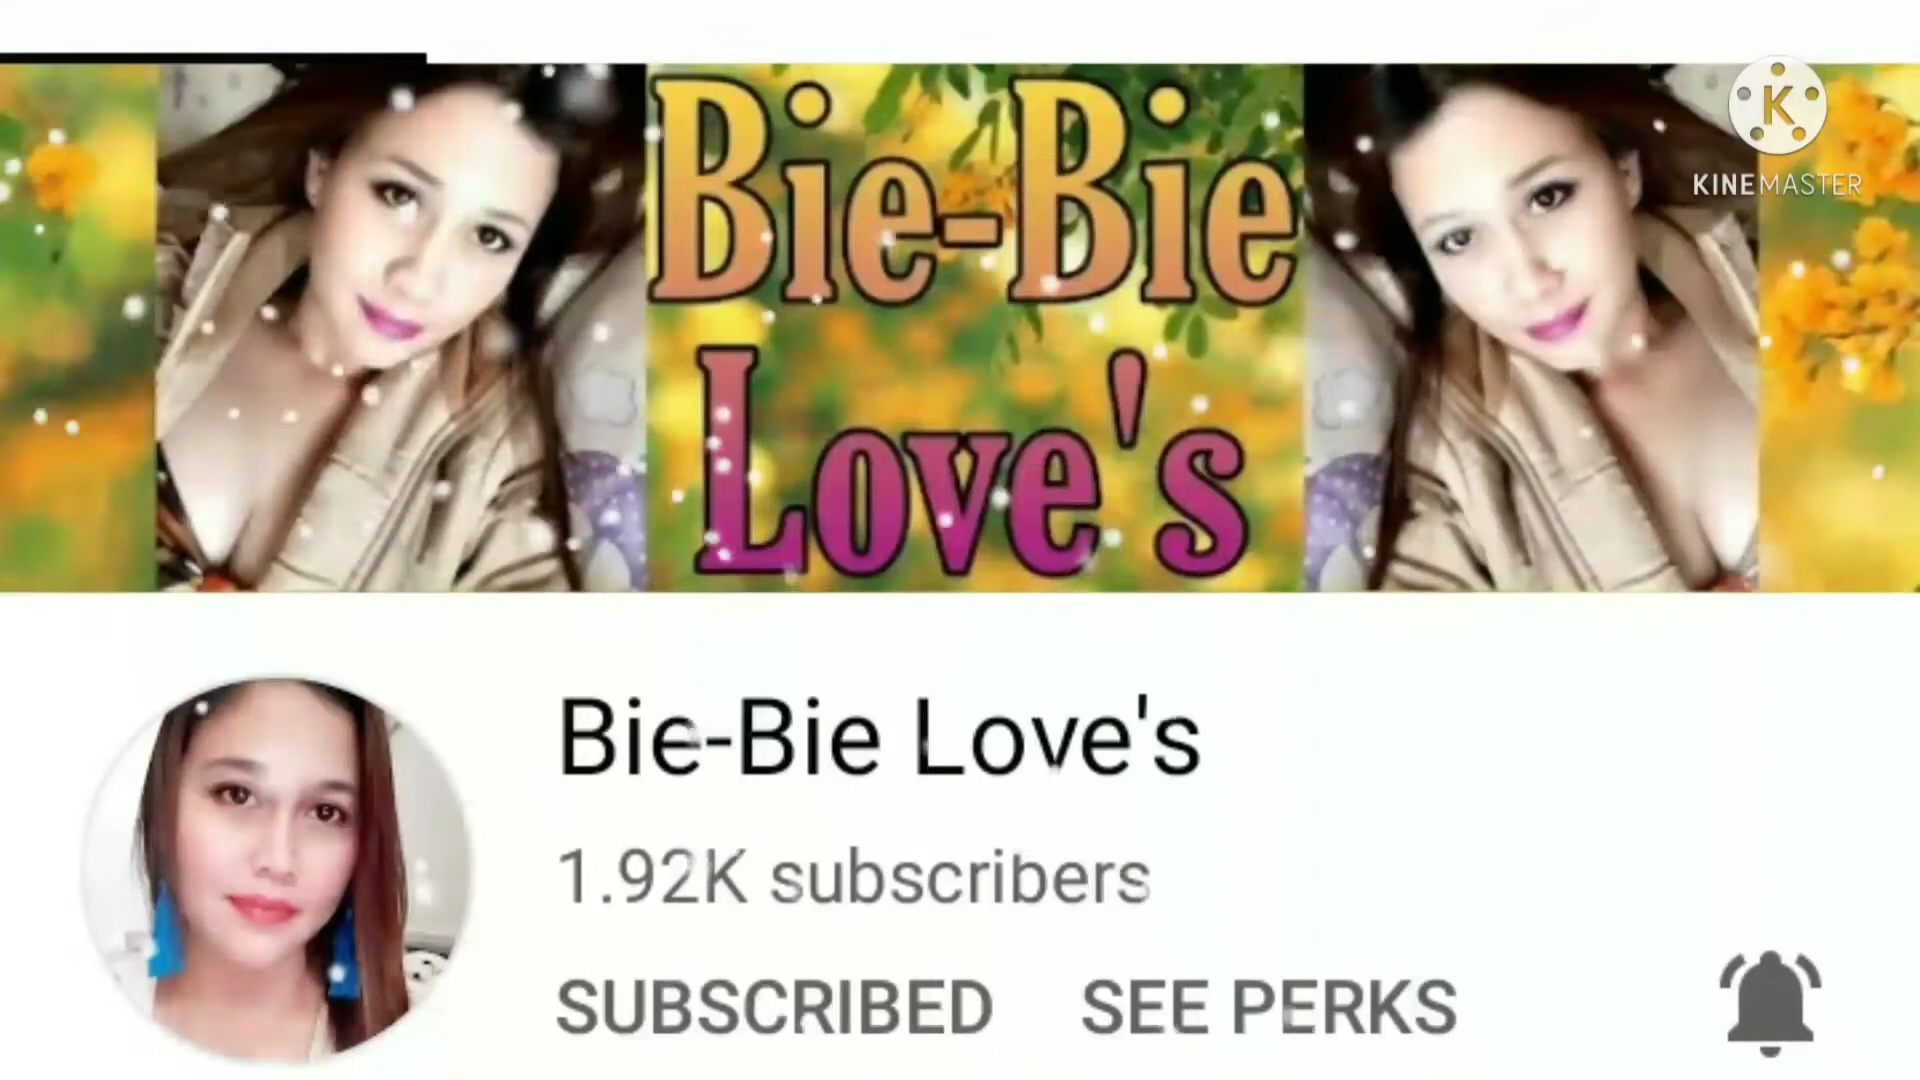 Bie-Bie
Love's
K
KINEMASTER
Bie-Bie Love's
1.92K subscribers
SUBSCRIBED SEE PERKS